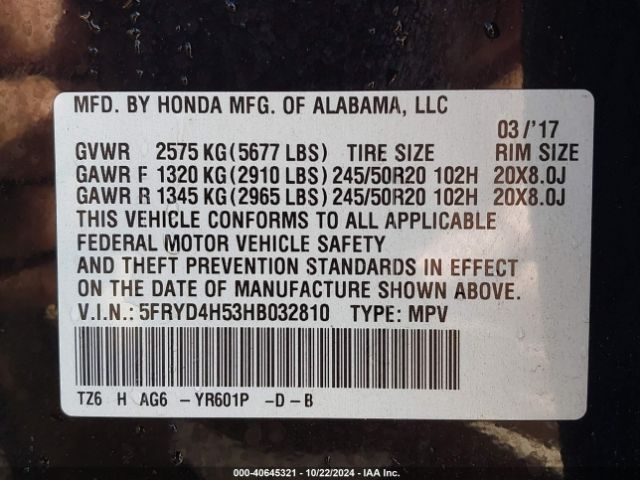 MFD. BY HONDA MFG. OF ALABAMA, LLC
03/'17
GVWR 2575 KG(5677 LBS) TIRE SIZE RIM SIZE
GAWR F 1320 KG(2910 LBS)245/50R20 102H 20X8.0J
GAWR R 1345 KG(2965 LBS)245/50R20 102H 20X8.0J
THIS VEHICLE CONFORMS TO ALL APPLICABLE
FEDERAL MOTOR VEHICLE SAFETY
AND THEFT PREVENTION STANDARDS IN EFFECT
ON THE DATE OF MANUFACTURE SHOWN ABOVE.
V.I.N.: 5FRYD4H53HB032810 TYPE: MPV
TZ6 H AG6 -YR601P -D-B
000-40645321 - 10/22/2024 - IAA Inc.